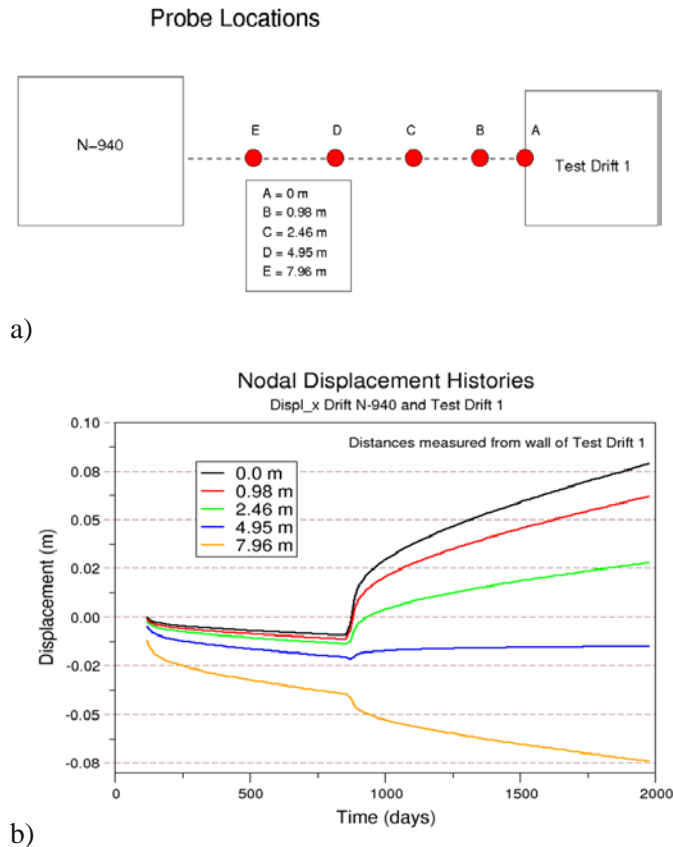 Probe Locations
N–940
E
D
C
B
A
Test Drift 1
A = 0 m
B = 0.98 m
C = 2.46 m
D = 4.95 m
E = 7.96 m
a)
Nodal Displacement Histories
Displ_x Drift N-940 and Test Drift 1
Distances measured from wall of Test Drift 1
0.0 m
0.98 m
2.46 m
4.95 m
7.96 m
0.10
0.08
0.05
0.02
0.00
-0.02
-0.05
-0.08
Displacement (m)
0
500
1000
1500
2000
Time (days)
b)